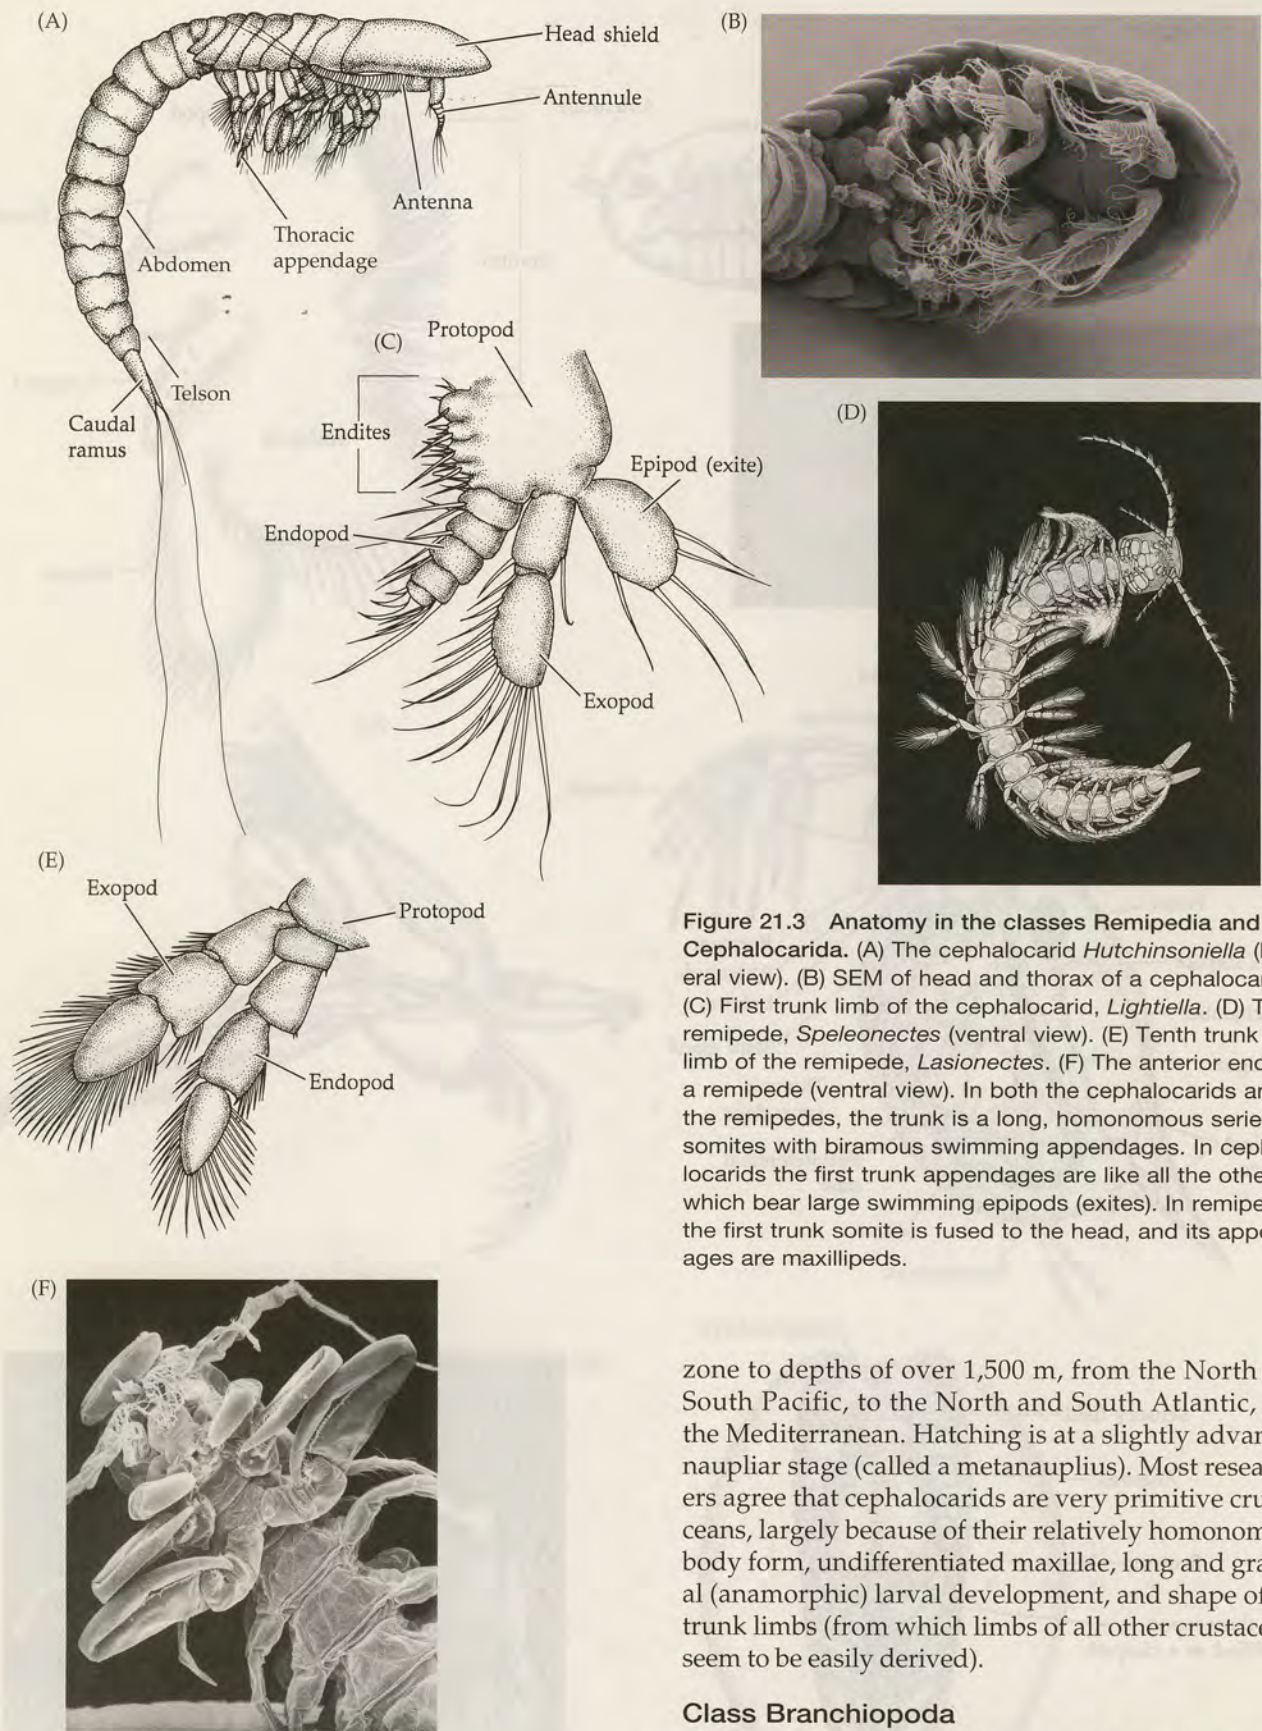 (A)
Head shield
Antennule
Antenna
Thoracic
appendage
Abdomen
Telson
Caudal
ramus
(B)
(C)
Protopod
Endites
Epipod (exite)
Endopod
Exopod
(D)
(E)
Exopod
Protopod
Endopod
(F)
Figure 21.3 Anatomy in the classes Remipedia and
Cephalocarida. (A) The cephalocarid Hutchinsoniella (
eral view). (B) SEM of head and thorax of a cephaloca
(C) First trunk limb of the cephalocarid, Lightiella. (D) T
remipede, Speleonectes (ventral view). (E) Tenth trunk
limb of the remipede, Lasionectes. (F) The anterior end
a remipede (ventral view). In both the cephalocarids an
the remipedes, the trunk is a long, homonomous serie
somites with biramous swimming appendages. In ceph
locarids the first trunk appendages are like all the othe
which bear large swimming epipods (exites). In remipe
the first trunk somite is fused to the head, and its appe
ages are maxillipeds.
zone to depths of over 1,500 m, from the North
South Pacific, to the North and South Atlantic,
the Mediterranean. Hatching is at a slightly advan
naupliar stage (called a metanauplius). Most resea
ers agree that cephalocarids are very primitive cru
ceans, largely because of their relatively homonom
body form, undifferentiated maxillae, long and gra
al (anamorphic) larval development, and shape of
trunk limbs (from which limbs of all other crustace
seem to be easily derived).
Class Branchiopoda